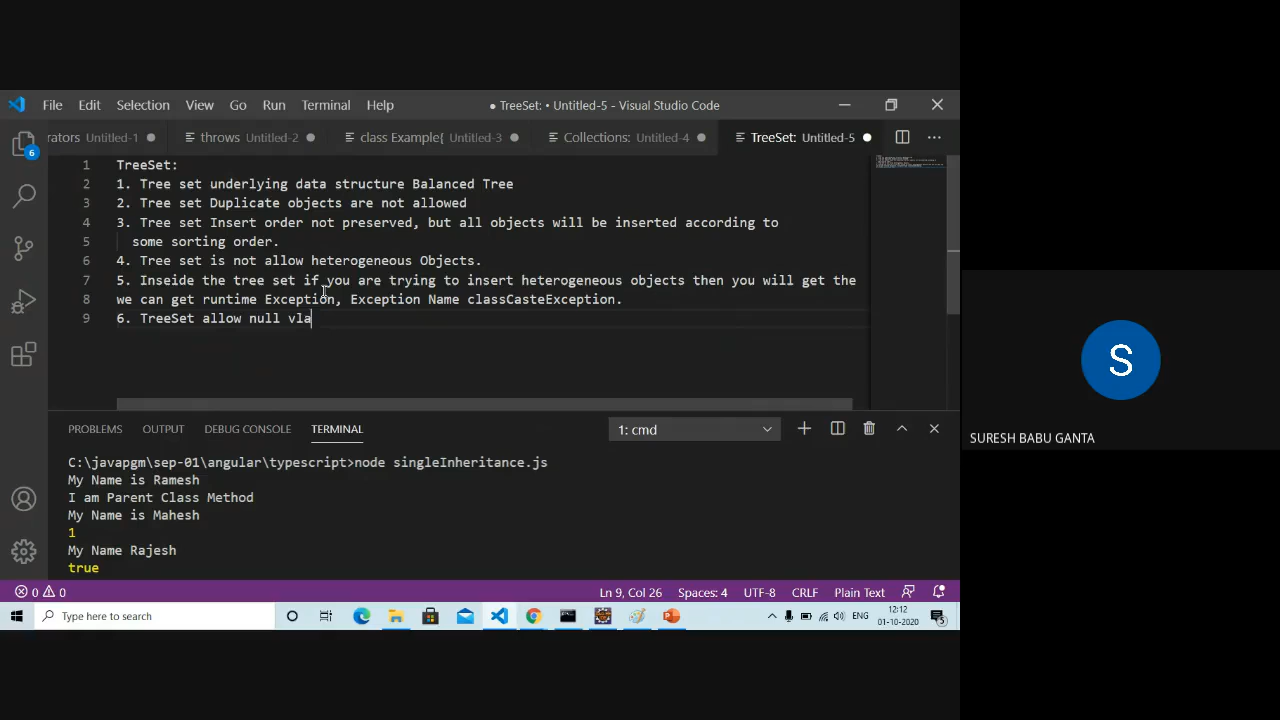 File Edit Selection View Go Run Terminal Help ● TreeSet: • Untitled-5 - Visual Studio Code
rators Untitled-1 throws Untitled-2 class Example{ Untitled-3 Collections: Untitled-4 TreeSet: Untitled-5
1 TreeSet:
2 1. Tree set underlying data structure Balanced Tree
3 2. Tree set Duplicate objects are not allowed
4 3. Tree set Insert order not preserved, but all objects will be inserted according to
5 some sorting order.
6 4. Tree set is not allow heterogeneous Objects.
7 5. Inseide the tree set if you are trying to insert heterogeneous objects then you will get the
8 we can get runtime Exception, Exception Name classCasteException.
9 6. TreeSet allow null vla
PROBLEMS OUTPUT DEBUG CONSOLE TERMINAL 1: cmd
C:\javapgm\sep-01\angular\typescript>node singleInheritance.js
My Name is Ramesh
I am Parent Class Method
My Name is Mahesh
1
My Name Rajesh
true
0 0 Ln 9, Col 26 Spaces: 4 UTF-8 CRLF Plain Text
Type here to search ENG 12:12 01-10-2020 5
6
S
SURESH BABU GANTA